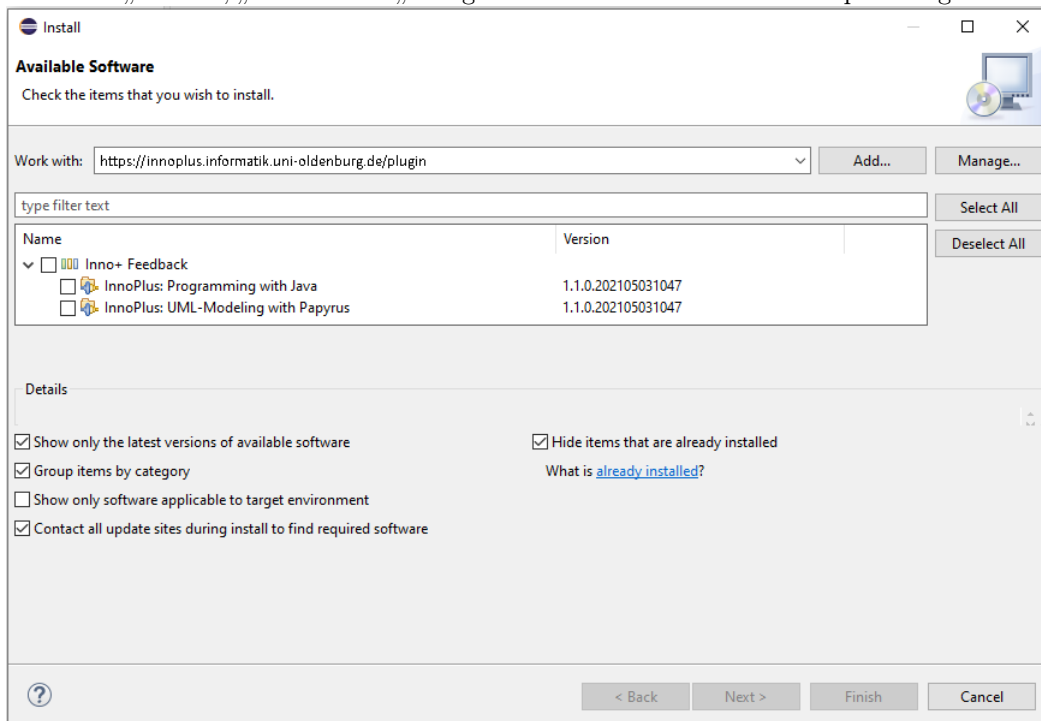 Install
Available Software
Check the items that you wish to install.
Work with: https://innoplus.informatik.uni-oldenburg.de/plugin Add... Manage...
type filter text Select All
Name Version Deselect All
Inno+ Feedback
InnoPlus: Programming with Java 1.1.0.202105031047
InnoPlus: UML-Modeling with Papyrus 1.1.0.202105031047
Details
Show only the latest versions of available software Hide items that are already installed
Group items by category What is already installed?
Show only software applicable to target environment
Contact all update sites during install to find required software
? < Back Next > Finish Cancel